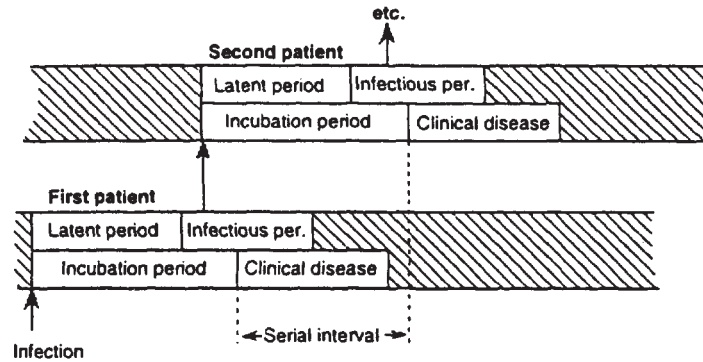 etc.
Second patient
Latent period
Infectious per.
Incubation period
Clinical disease
First patient
Latent period
Infectious per.
Incubation period
Clinical disease
Serial interval
Infection